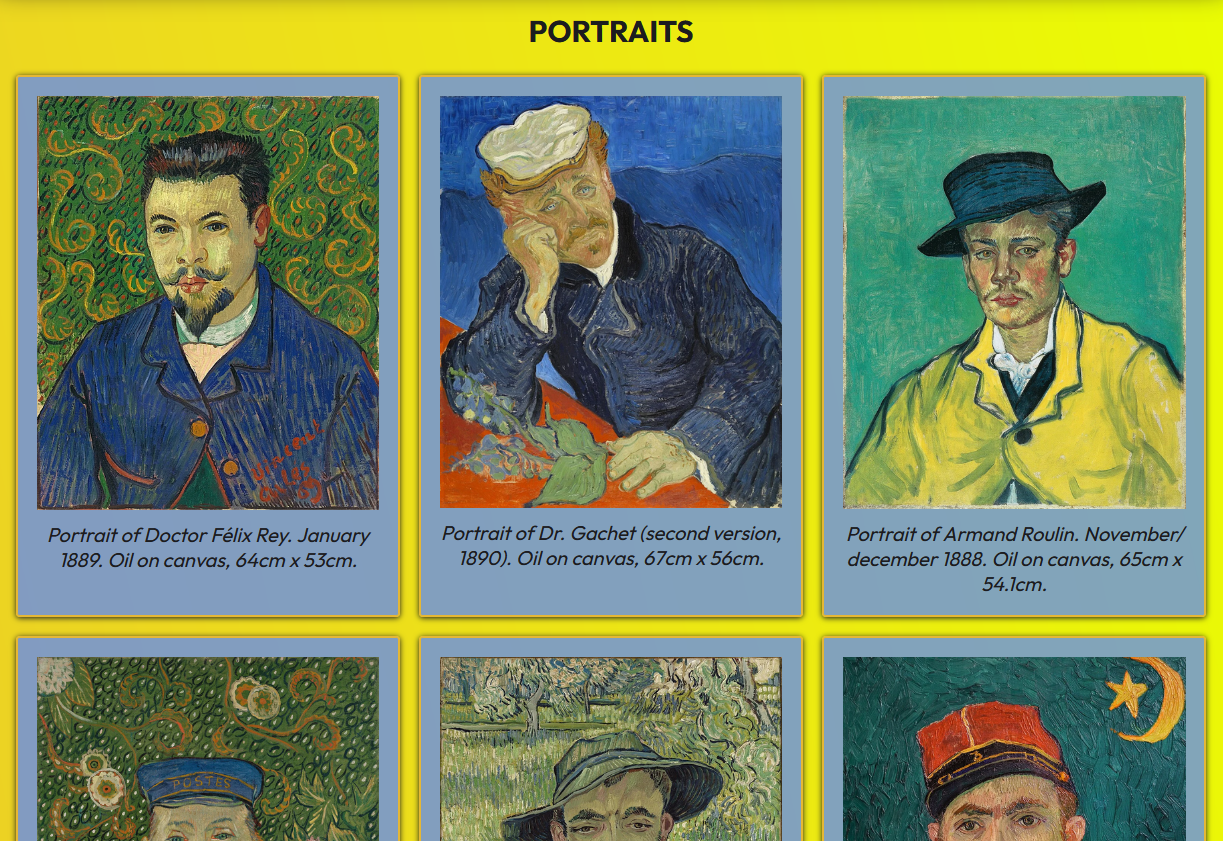 PORTRAITS
Portrait of Doctor Félix Rey. January
1889. Oil on canvas, 64cm x 53cm.
Portrait of Dr. Gachet (second version,
1890). Oil on canvas, 67cm x 56cm.
Portrait of Armand Roulin. November/
december 1888. Oil on canvas, 65cm x
54.1cm.
Vincent
POSTES